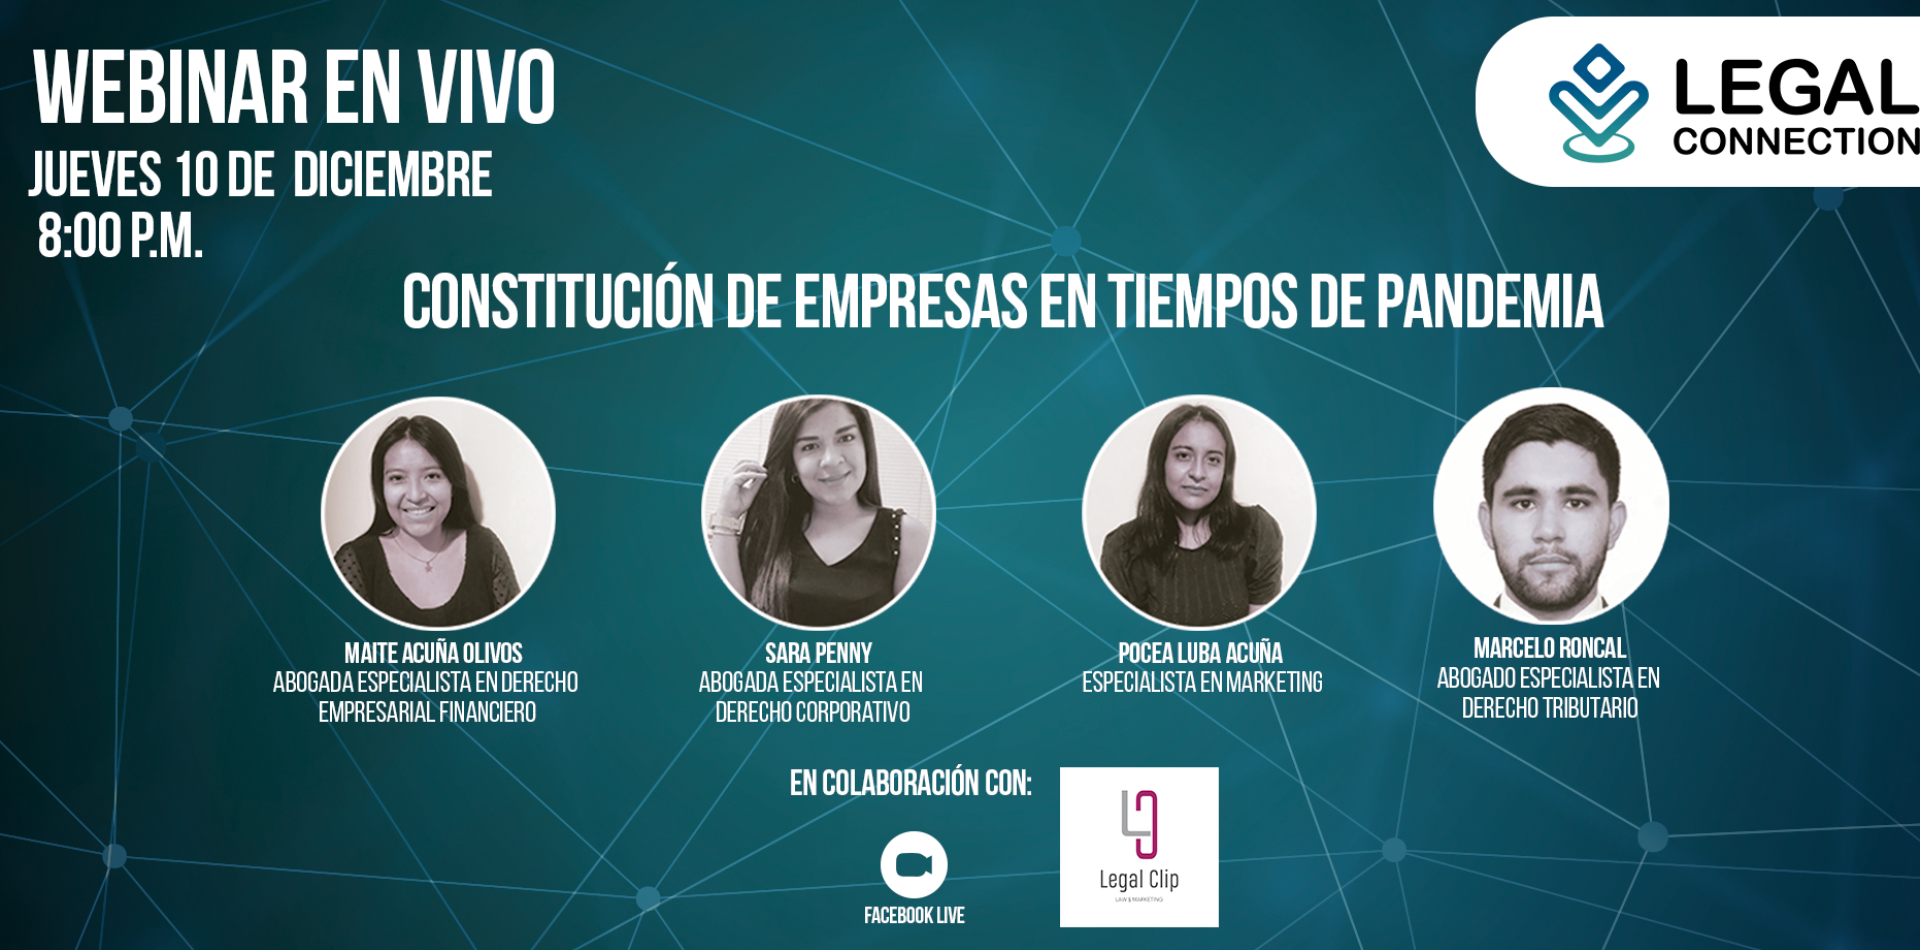 WEBINAR EN VIVO
JUEVES 10 DE DICIEMBRE
8:00 P.M.
LEGAL
CONNECTION
CONSTITUCIÓN DE EMPRESAS EN TIEMPOS DE PANDEMIA
MAITE ACUÑA OLIVOS
ABOGADA ESPECIALISTA EN DERECHO
EMPRESARIAL FINANCIERO
SARA PENNY
ABOGADA ESPECIALISTA EN
DERECHO CORPORATIVO
POCEA LUBA ACUÑA
ESPECIALISTA EN MARKETING
MARCELO RONCAL
ABOGADO ESPECIALISTA EN
DERECHO TRIBUTARIO
EN COLABORACIÓN CON:
FACEBOOK LIVE
Legal Clip
LAW & MARKETING